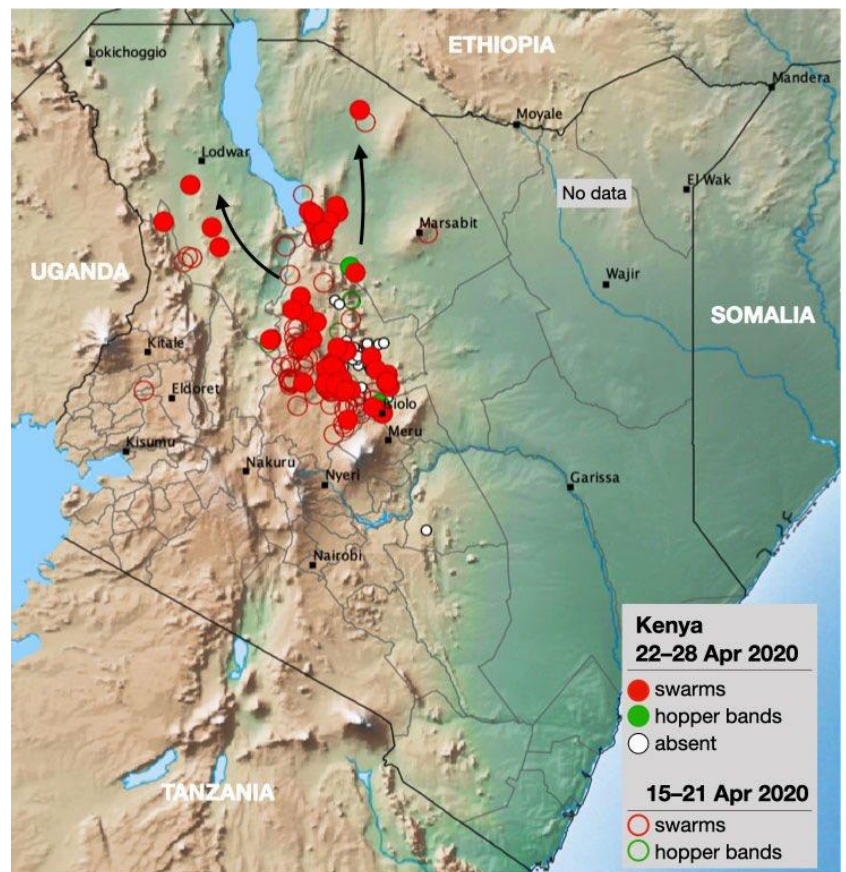 Lokichoggio
ETHIOPIA
Mandera
Moyale
Lodwar
El Wak
No data
Marsabit
UGANDA
Wajir
SOMALIA
Kitale
Eldoret
Isiolo
Meru
Kisumu
Nakuru
Nyeri
Garissa
Nairobi
TANZANIA
Kenya
22–28 Apr 2020
swarms
hopper bands
absent
15–21 Apr 2020
swarms
hopper bands